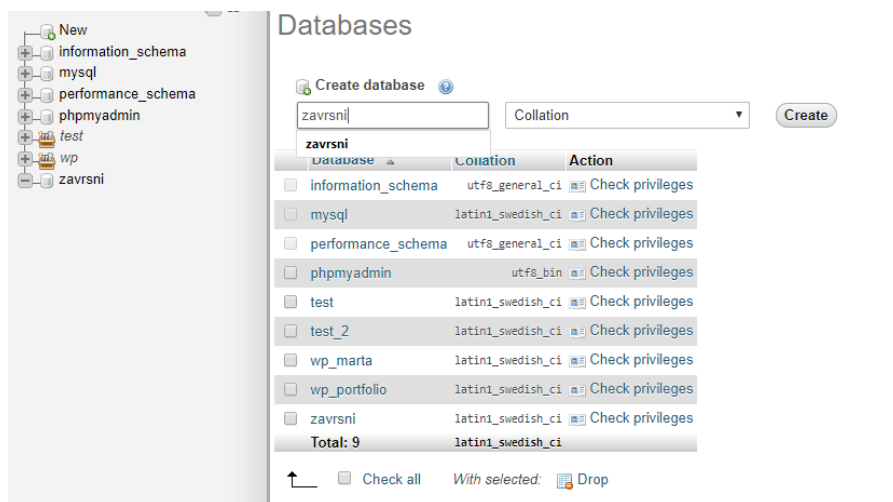 New
information_schema
mysql
performance_schema
phpmyadmin
test
wp
zavrsni
Databases
Create database
zavrsni Collation Create
zavrsni
Database Collation Action
information_schema utf8_general_ci Check privileges
mysql latin1_swedish_ci Check privileges
performance_schema utf8_general_ci Check privileges
phpmyadmin utf8_bin Check privileges
test latin1_swedish_ci Check privileges
test_2 latin1_swedish_ci Check privileges
wp_marta latin1_swedish_ci Check privileges
wp_portfolio latin1_swedish_ci Check privileges
zavrsni latin1_swedish_ci Check privileges
Total: 9 latin1_swedish_ci
Check all With selected: Drop